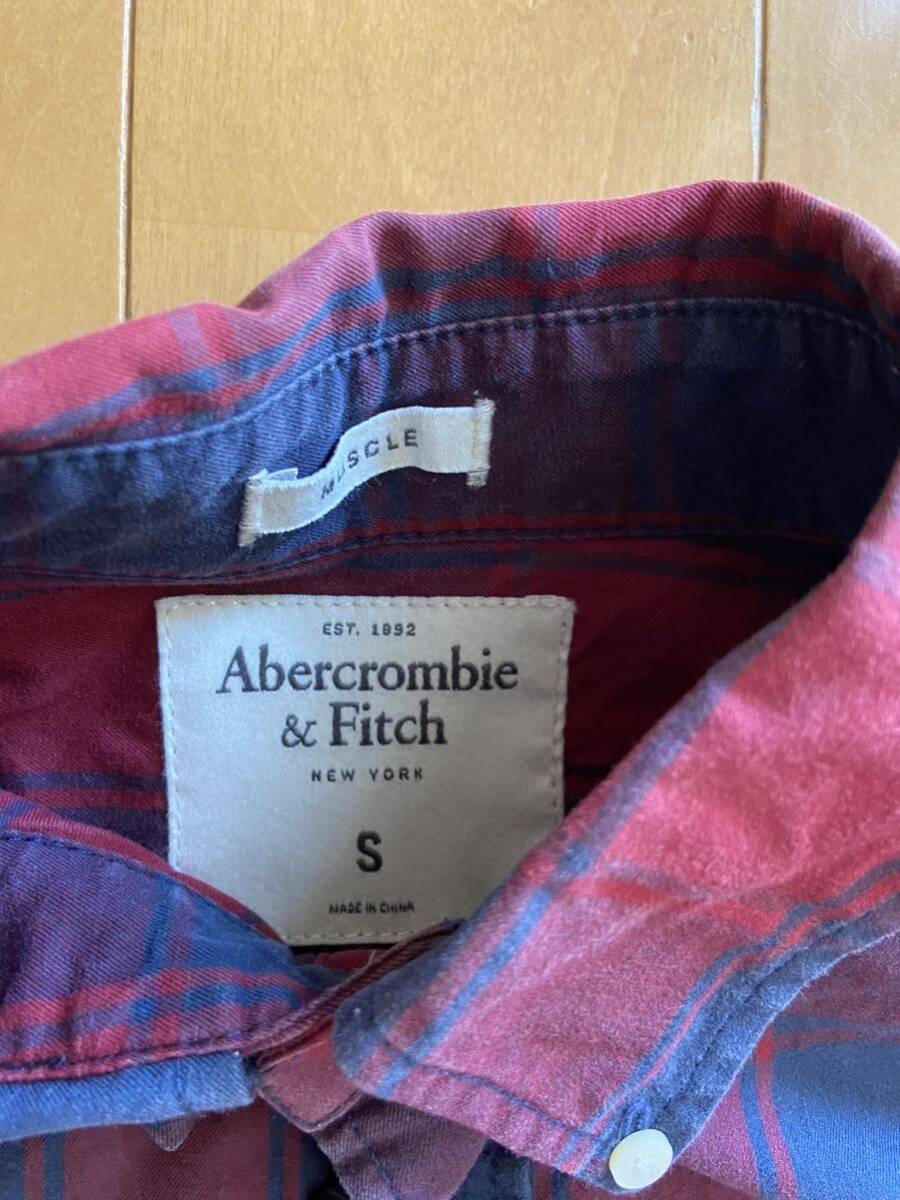 MUSCLE
EST. 1892
Abercrombie
& Fitch
NEW YORK
S
MADE IN CHINA